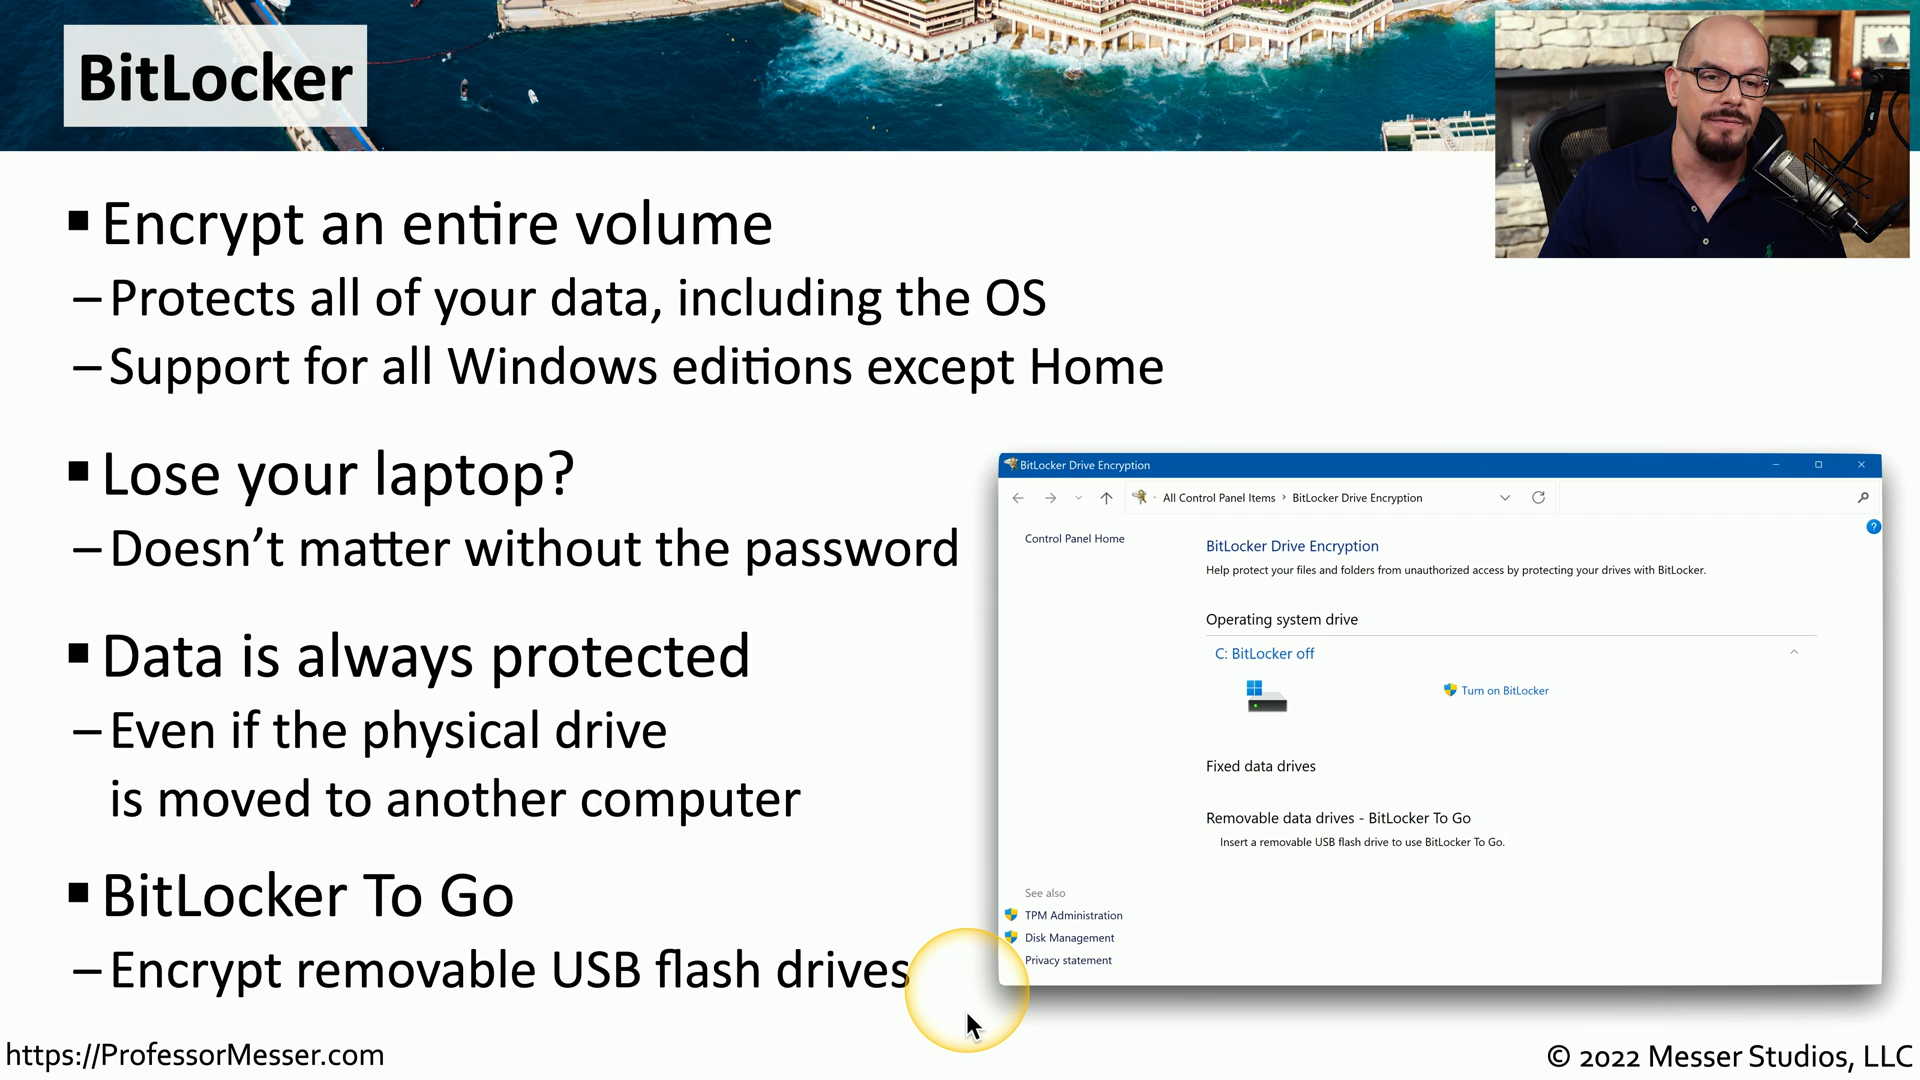 BitLocker
▪ Encrypt an entire volume
– Protects all of your data, including the OS
– Support for all Windows editions except Home
▪ Lose your laptop?
– Doesn’t matter without the password
▪ Data is always protected
– Even if the physical drive
is moved to another computer
▪ BitLocker To Go
– Encrypt removable USB flash drives
BitLocker Drive Encryption
All Control Panel Items › BitLocker Drive Encryption
Control Panel Home
BitLocker Drive Encryption
Help protect your files and folders from unauthorized access by protecting your drives with BitLocker.
Operating system drive
C: BitLocker off
Turn on BitLocker
Fixed data drives
Removable data drives - BitLocker To Go
Insert a removable USB flash drive to use BitLocker To Go.
See also
TPM Administration
Disk Management
Privacy statement
https://ProfessorMesser.com
© 2022 Messer Studios, LLC